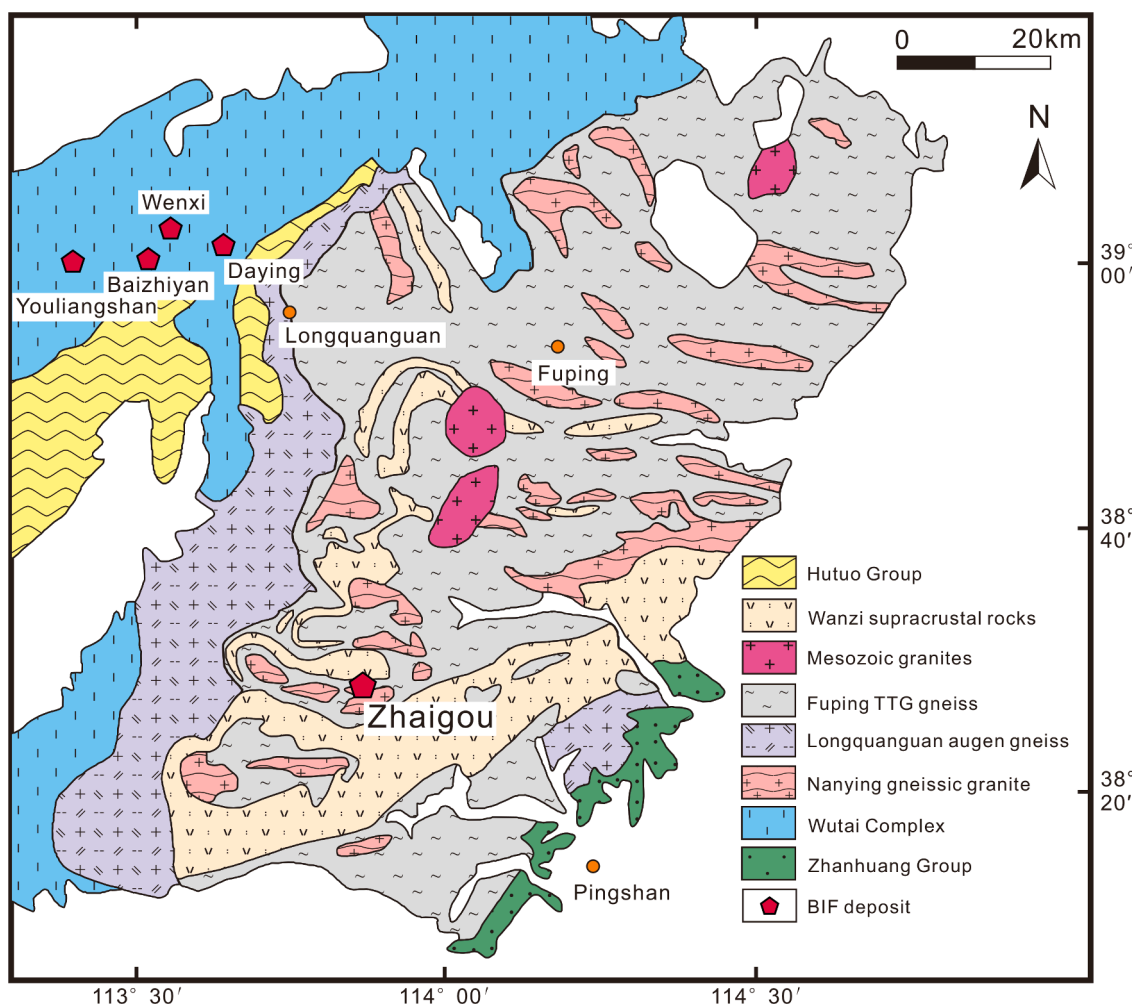 0 20km
N
Wenxi
Daying
Baizhiyan
Youliangshan
Longquanguan
Fuping
39°
00′
38°
40′
Hutuo Group
Wanzi supracrustal rocks
Mesozoic granites
Fuping TTG gneiss
Longquanguan augen gneiss
Nanying gneissic granite
Wutai Complex
Zhanhuang Group
BIF deposit
Zhaigou
38°
20′
Pingshan
113° 30′ 114° 00′ 114° 30′